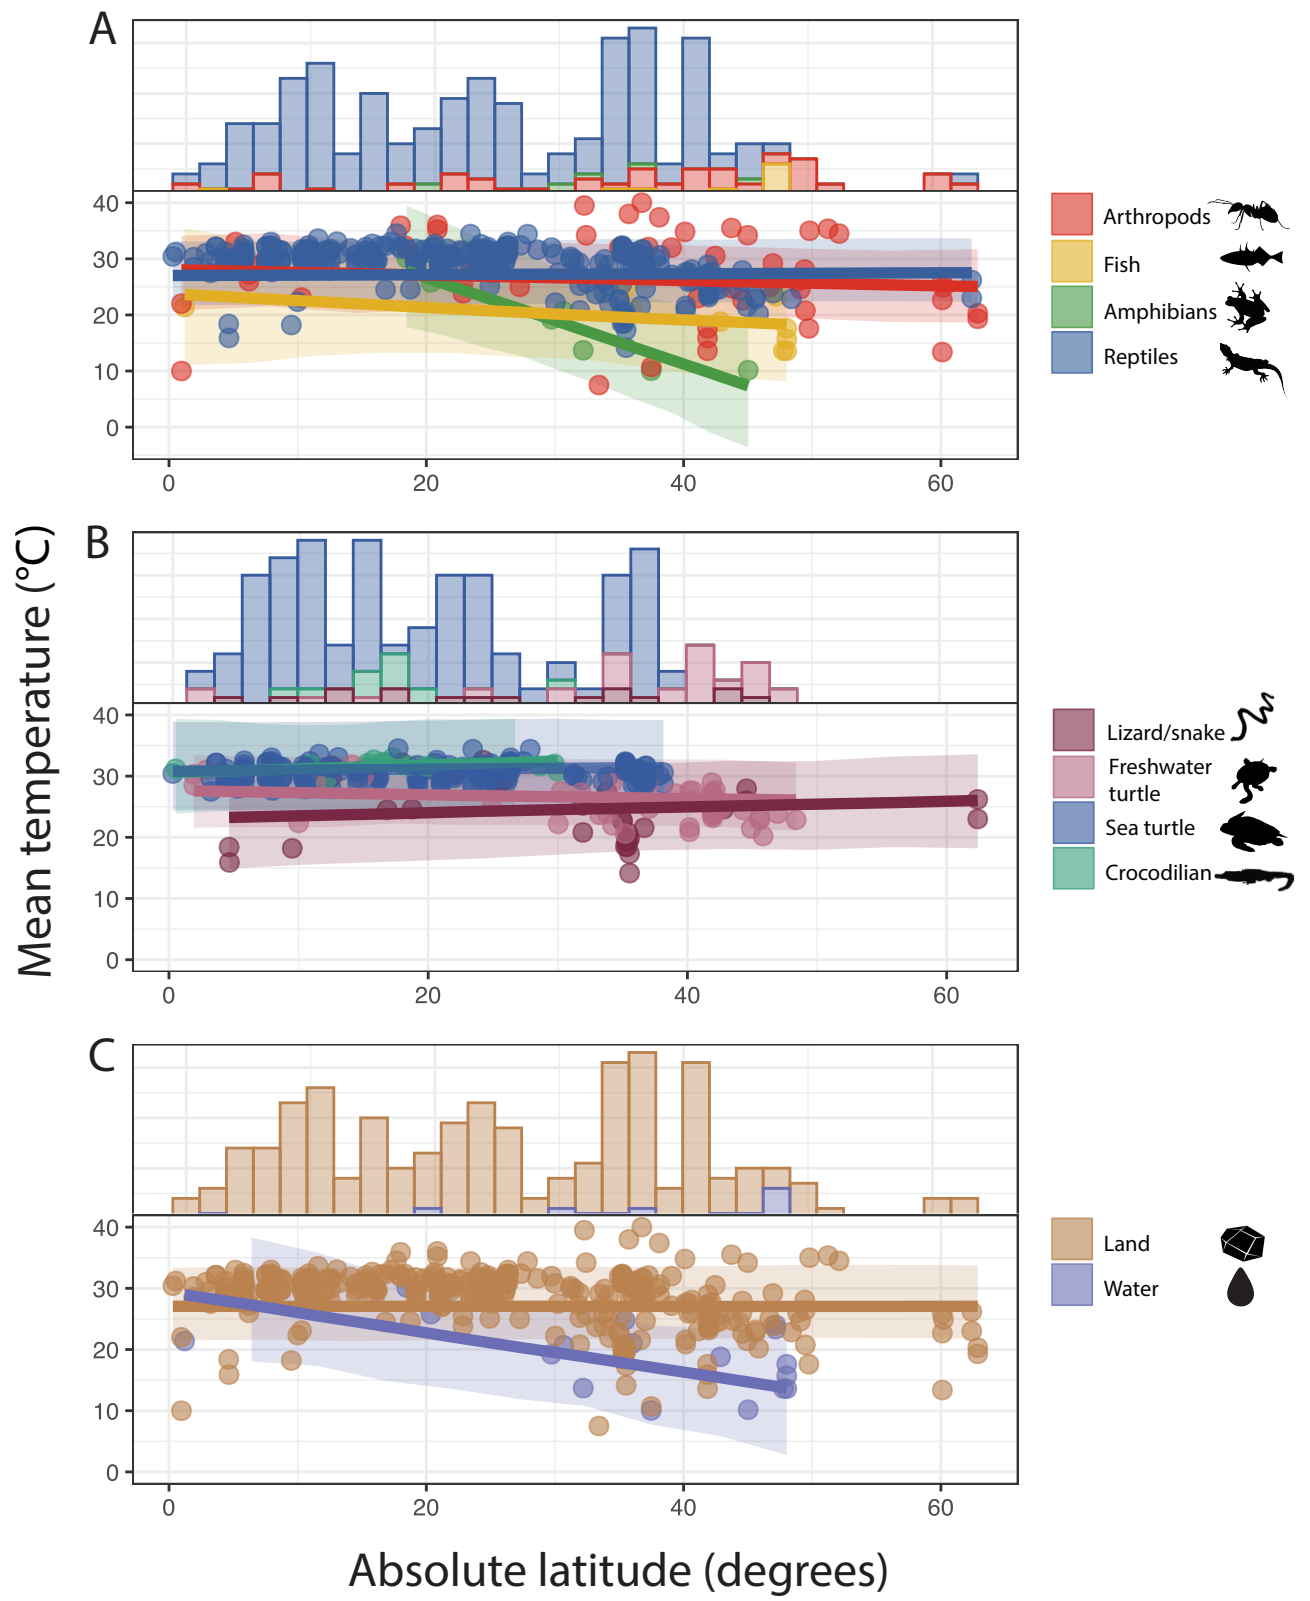 A
40
30
20
10
0
0 20 40 60
Arthropods
Fish
Amphibians
Reptiles
B
40
30
20
10
0
0 20 40 60
Lizard/snake
Freshwater
turtle
Sea turtle
Crocodilian
Mean temperature (°C)
C
40
30
20
10
0
0 20 40 60
Land
Water
Absolute latitude (degrees)